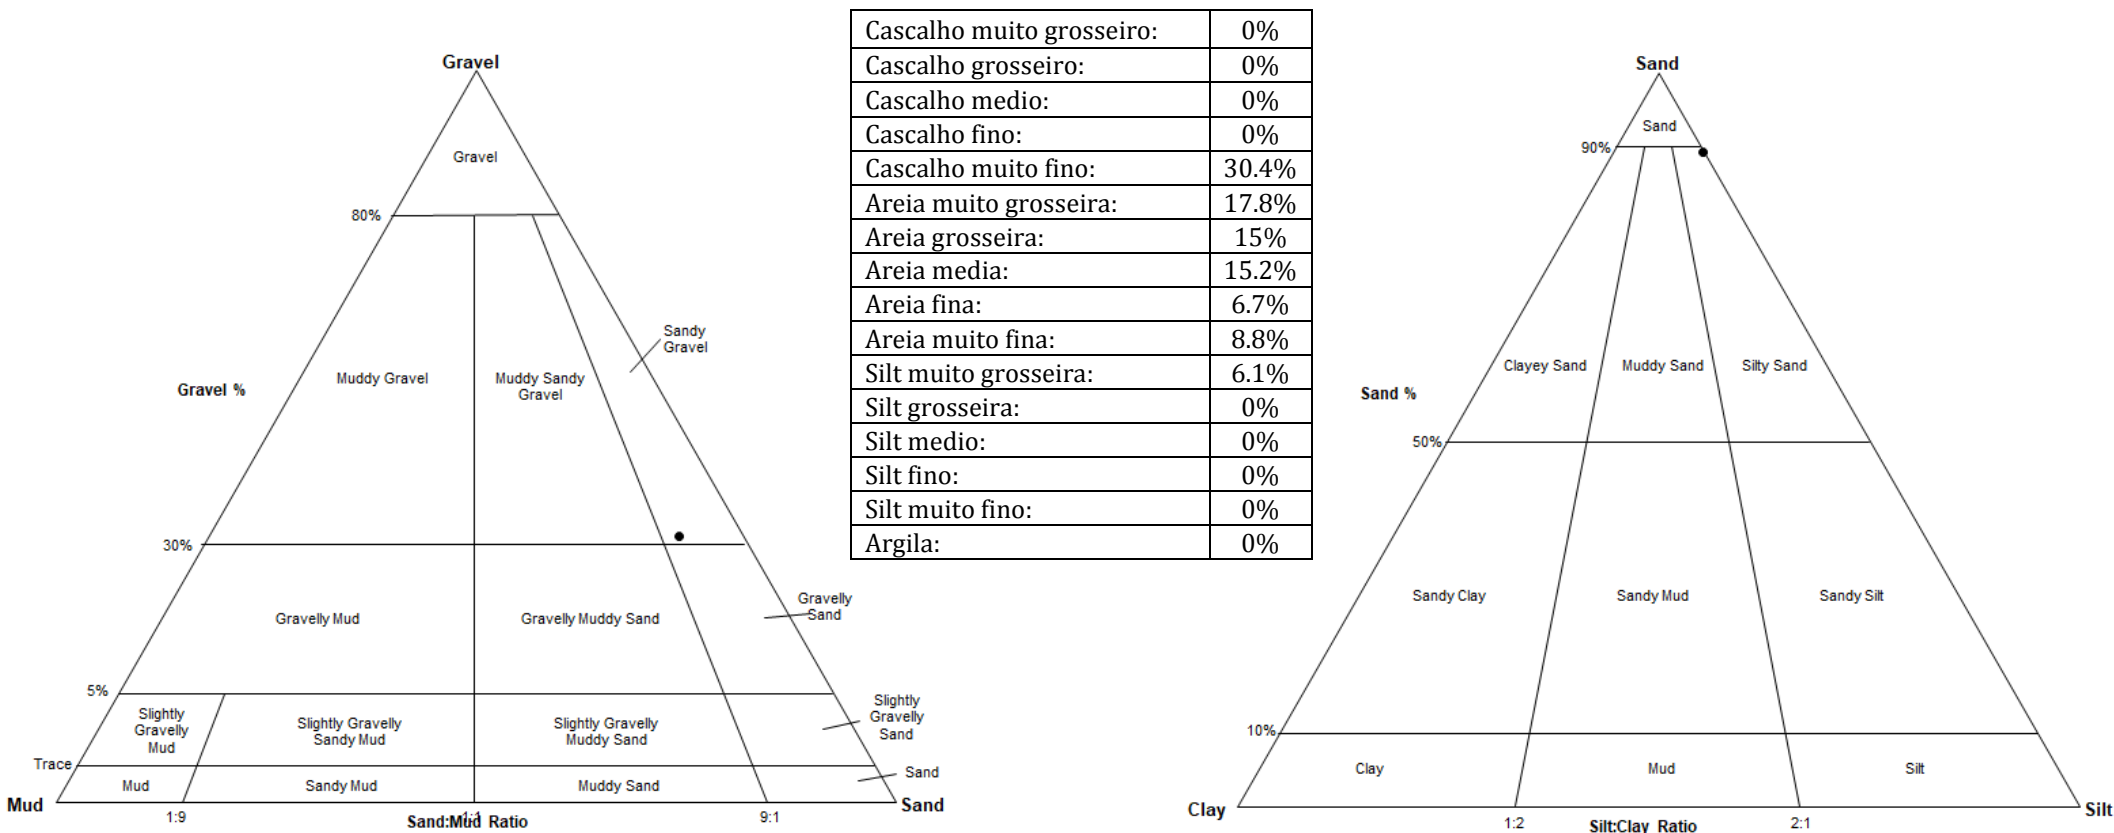 Gravel
Gravel
80%
Sandy
Gravel
Muddy Gravel
Muddy Sandy
Gravel
Gravel %
30%
Gravelly Mud
Gravelly Muddy Sand
Gravelly
Sand
5%
Slightly
Gravelly
Mud
Slightly Gravelly
Sandy Mud
Slightly Gravelly
Muddy Sand
Slightly
Gravelly
Sand
Trace
Mud
Sandy Mud
Muddy Sand
Sand
Mud
Sand
1:9
1:1
9:1
Sand:Mud Ratio
Cascalho muito grosseiro: 0%
Cascalho grosseiro: 0%
Cascalho medio: 0%
Cascalho fino: 0%
Cascalho muito fino: 30.4%
Areia muito grosseira: 17.8%
Areia grosseira: 15%
Areia media: 15.2%
Areia fina: 6.7%
Areia muito fina: 8.8%
Silt muito grosseira: 6.1%
Silt grosseira: 0%
Silt medio: 0%
Silt fino: 0%
Silt muito fino: 0%
Argila: 0%
Sand
Sand
90%
Clayey Sand
Muddy Sand
Silty Sand
Sand %
50%
Sandy Clay
Sandy Mud
Sandy Silt
10%
Clay
Mud
Silt
Clay
Silt
1:2
2:1
Silt:Clay Ratio